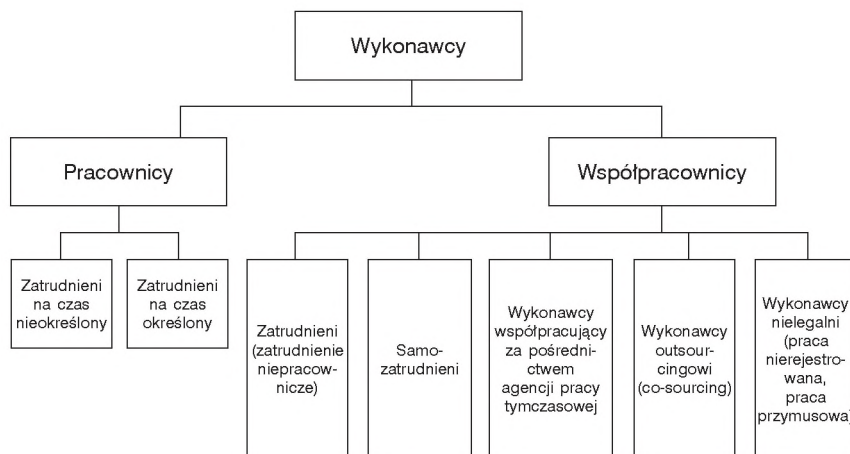 Wykonawcy
Pracownicy
Współpracownicy
Zatrudnieni
na czas
nieokreślony
Zatrudnieni
na czas
określony
Zatrudnieni
(zatrudnienie
niepracow-
nicze)
Samo-
zatrudnieni
Wykonawcy
współpracujący
za pośredni-
ctwem
agencji pracy
tymczasowej
Wykonawcy
outsour-
cingowi
(co-sourcing)
Wykonawcy
nielegalni
(praca
nierejestro-
wana,
praca
przymusowa)